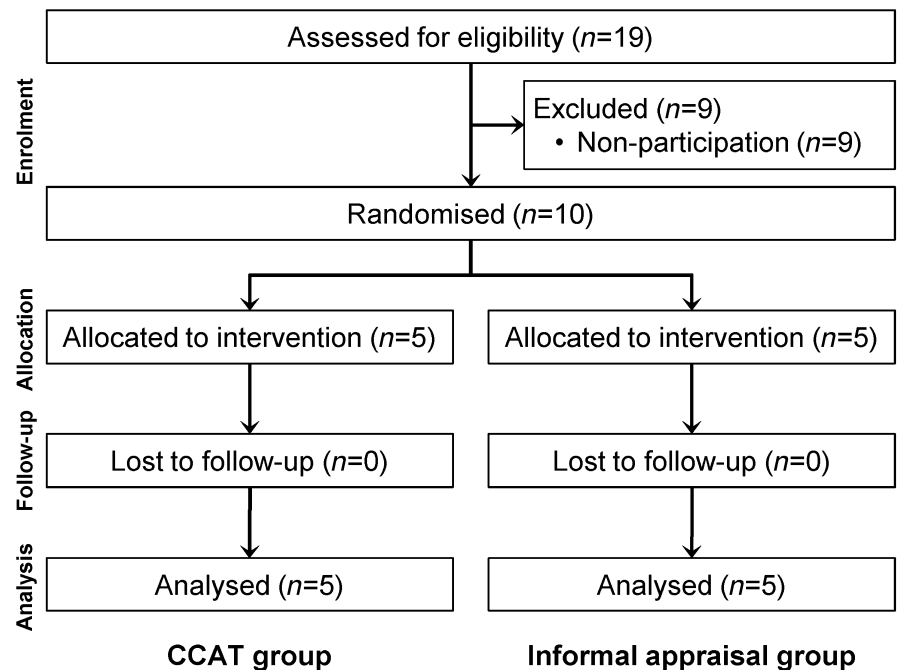 Assessed for eligibility (n=19)
Enrolment
Excluded (n=9)
• Non-participation (n=9)
Randomised (n=10)
Allocation
Allocated to intervention (n=5)
Allocated to intervention (n=5)
Follow-up
Lost to follow-up (n=0)
Lost to follow-up (n=0)
Analysis
Analysed (n=5)
Analysed (n=5)
CCAT group
Informal appraisal group